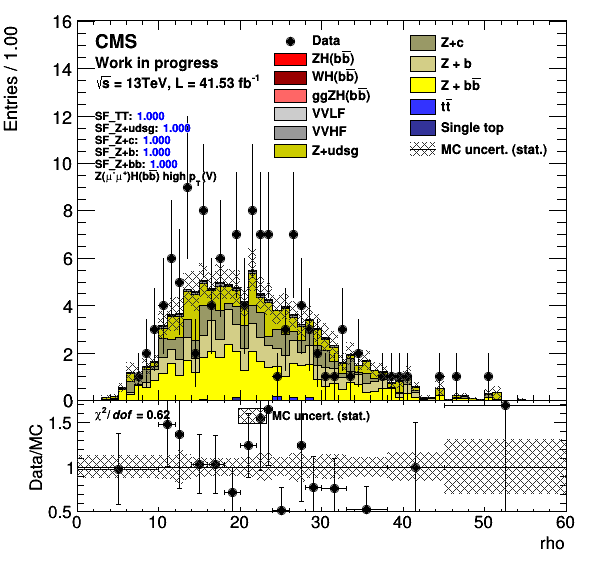 Entries / 1.00
16
14
12
10
8
6
4
2
0
CMS
Work in progress
√s = 13TeV, L = 41.53 fb⁻¹
SF_TT: 1.000
SF_Z+udsg: 1.000
SF_Z+c: 1.000
SF_Z+b: 1.000
SF_Z+bb: 1.000
Z(μ⁻μ⁺)H(bb̅) high p_T(V)
Data
ZH(bb̅)
WH(bb̅)
ggZH(bb̅)
VVLF
VVHF
Z+udsg
Z+c
Z + b
Z + bb̅
tt̅
Single top
MC uncert. (stat.)
Data/MC
1.5
1
0.5
χ²/dof = 0.62
MC uncert. (stat.)
0 10 20 30 40 50 60
rho